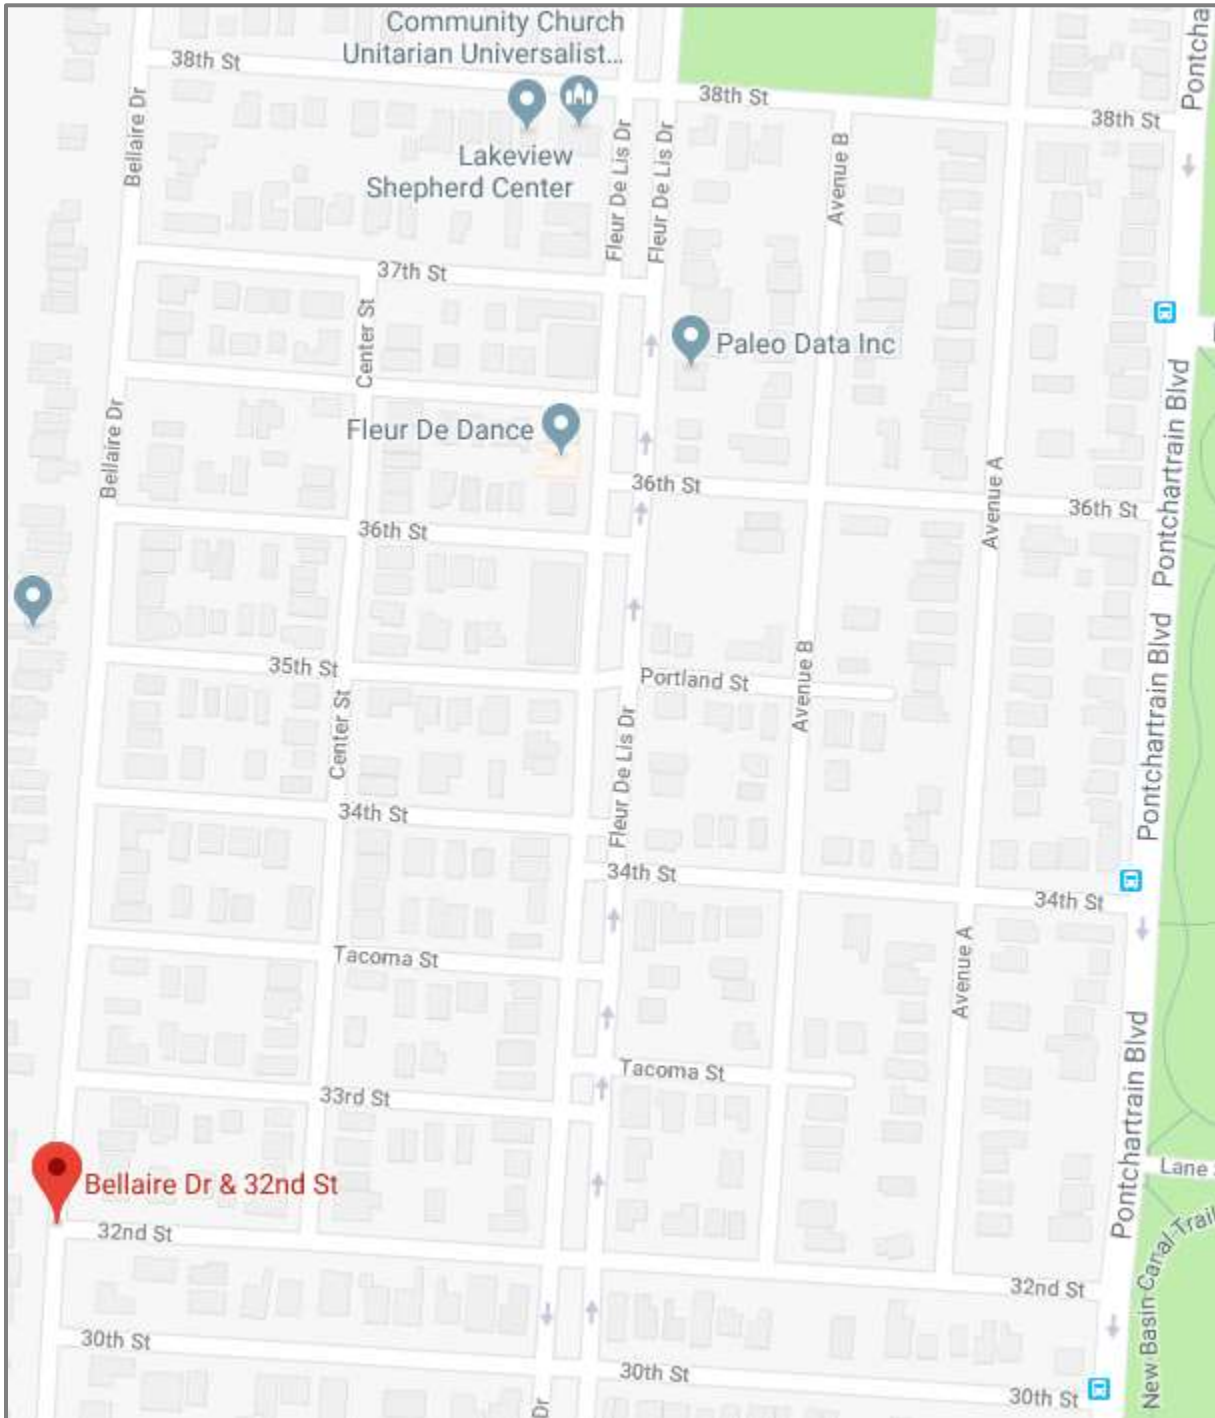 Community Church
Unitarian Universalist...
38th St
38th St
38th St
Pontcha
Bellaire Dr
Lakeview
Shepherd Center
Fleur De Lis Dr
Fleur De Lis Dr
Avenue B
37th St
Center St
Paleo Data Inc
Bellaire Dr
Fleur De Dance
36th St
36th St
36th St
Avenue A
Pontchartrain Blvd
35th St
Portland St
Avenue B
Center St
Fleur De Lis Dr
Pontchartrain Blvd
34th St
34th St
34th St
Tacoma St
Avenue A
Tacoma St
33rd St
Pontchartrain Blvd
Lane
Bellaire Dr & 32nd St
32nd St
32nd St
New Basin Canal Trail
30th St
30th St
30th St
Dr